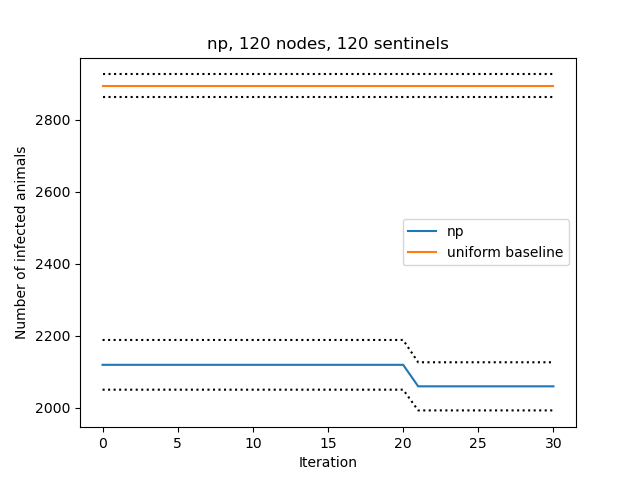 np, 120 nodes, 120 sentinels
Number of infected animals
2800
2600
2400
2200
2000
np
uniform baseline
0 5 10 15 20 25 30
Iteration